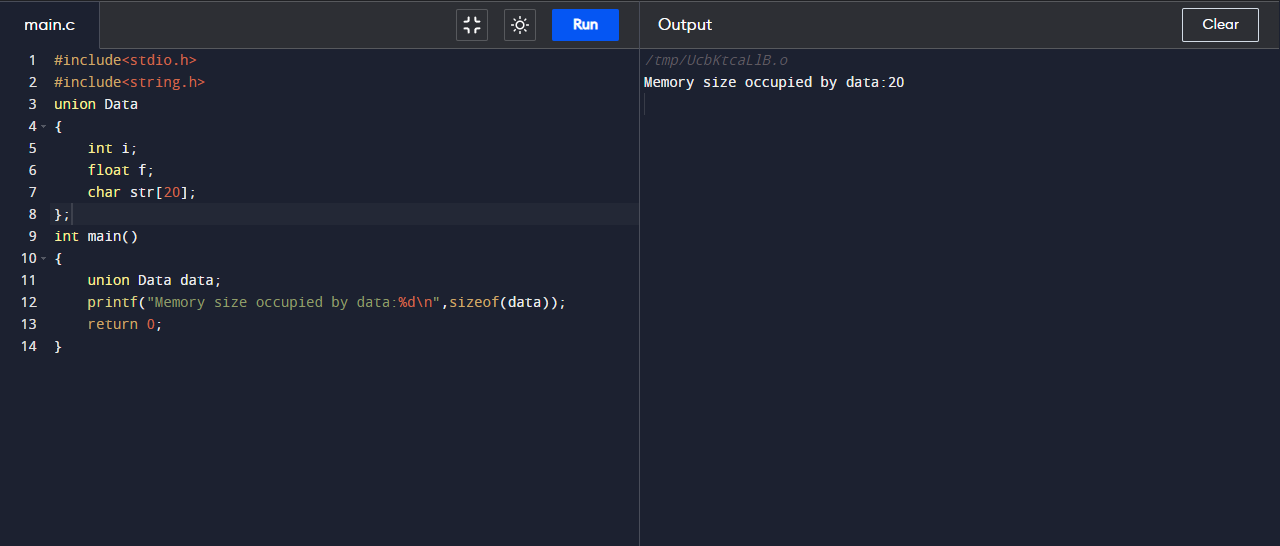 main.c
Run
Output
Clear
1 #include<stdio.h>
2 #include<string.h>
3 union Data
4 {
5     int i;
6     float f;
7     char str[20];
8 };
9 int main()
10 {
11     union Data data;
12     printf("Memory size occupied by data:%d\n",sizeof(data));
13     return 0;
14 }
/tmp/UcbKtcaLlB.o
Memory size occupied by data:20